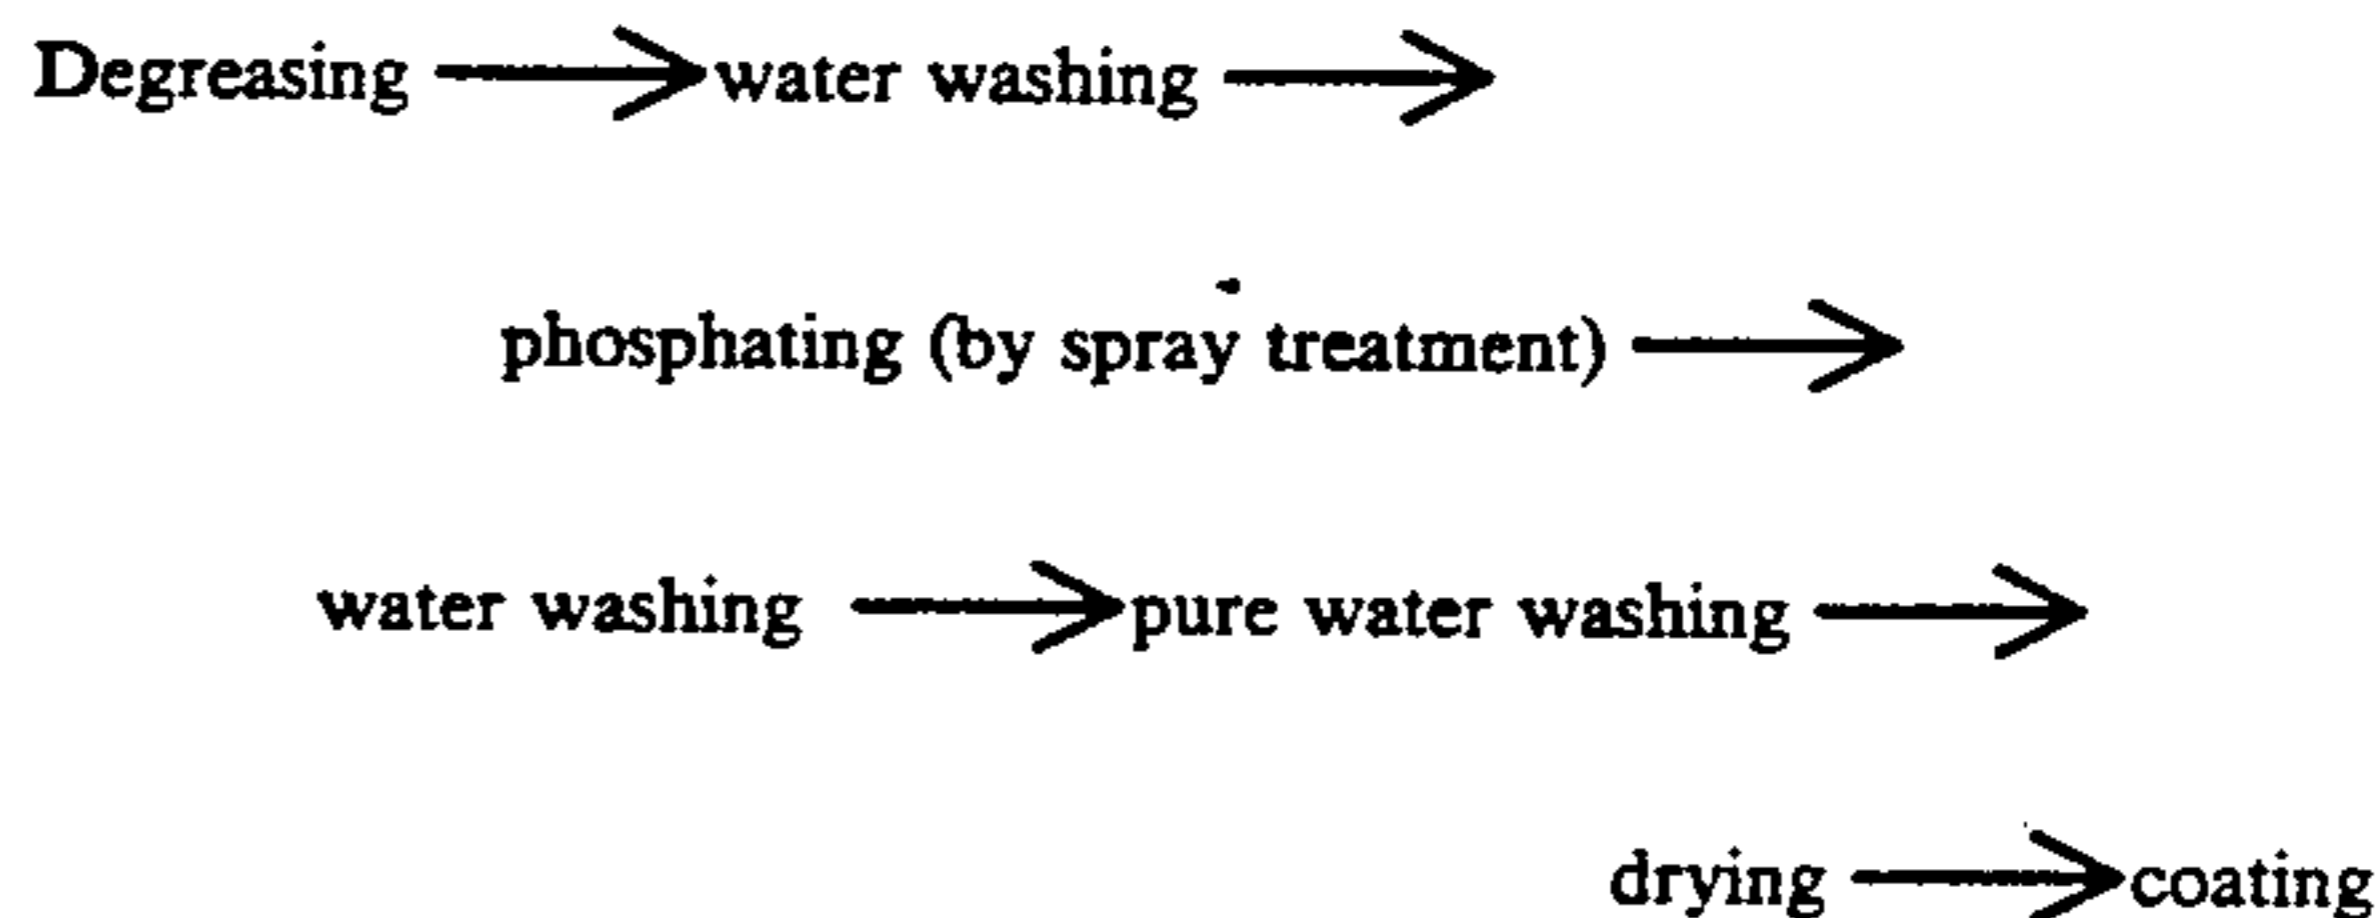 Degreasing ⟶ water washing ⟶
phosphating (by spray treatment) ⟶
water washing ⟶ pure water washing ⟶
drying ⟶ coating